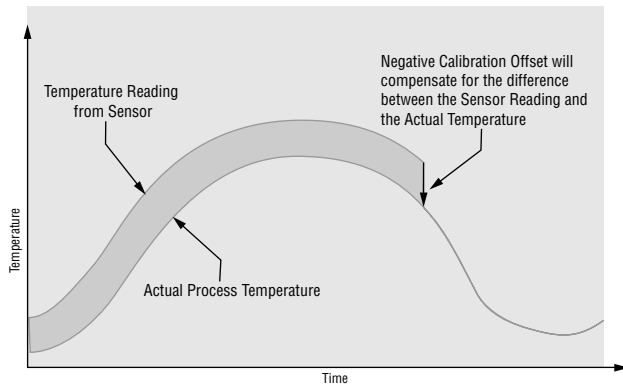 Negative Calibration Offset will
compensate for the difference
between the Sensor Reading and
the Actual Temperature
Temperature Reading
from Sensor
Temperature
Actual Process Temperature
Time